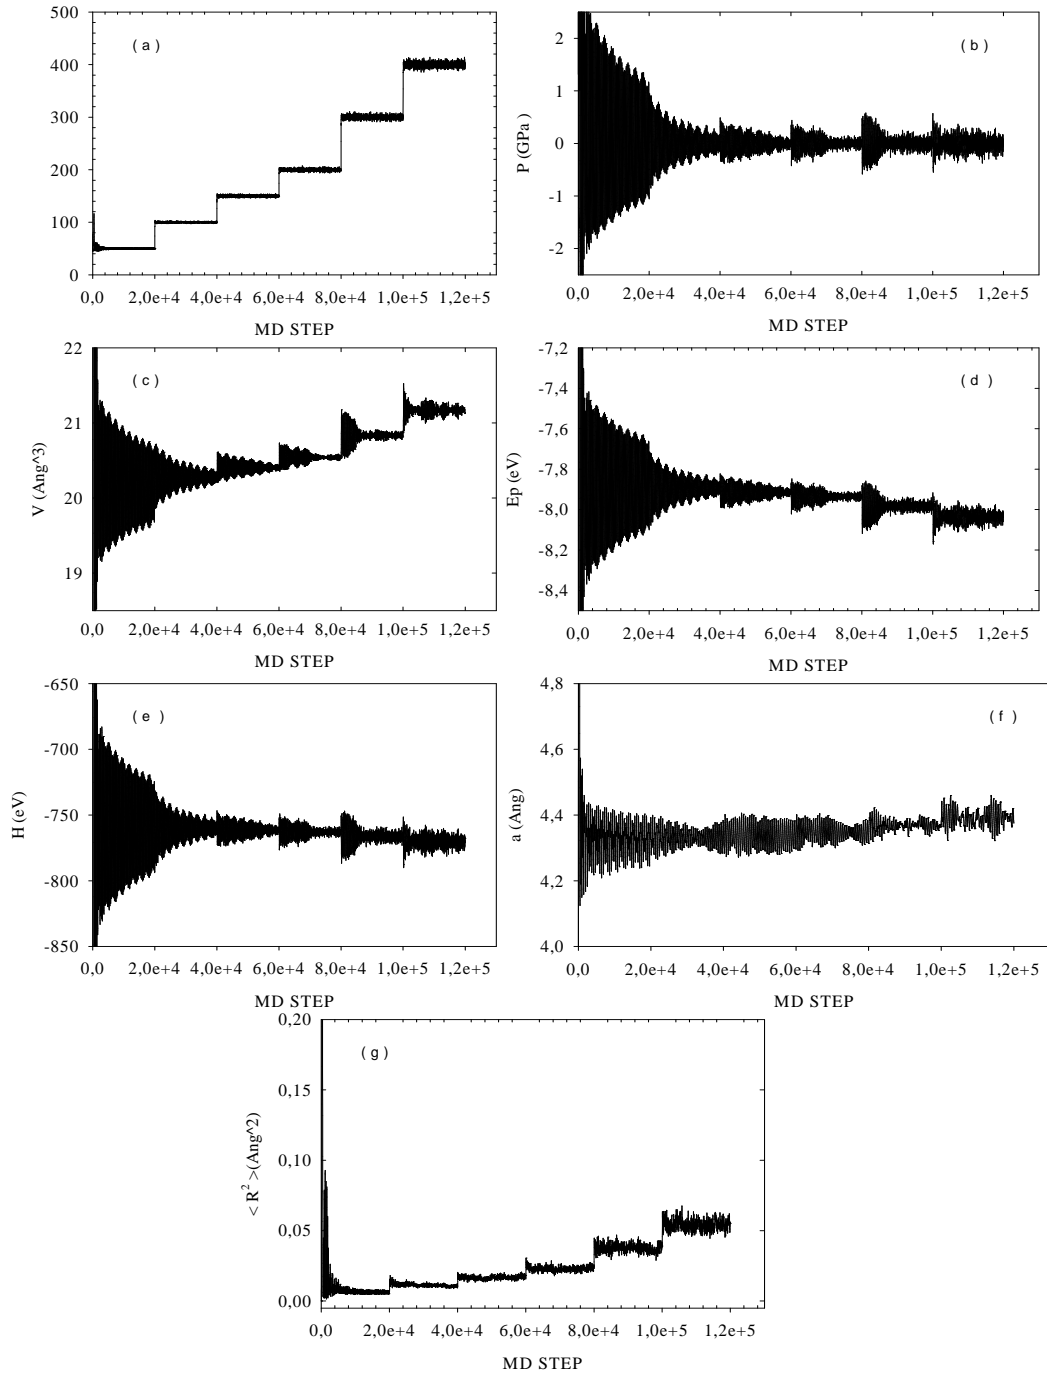 (a)
500
400
300
200
100
0
0,0 2,0e+4 4,0e+4 6,0e+4 8,0e+4 1,0e+5 1,2e+5
MD STEP
(b)
P (GPa)
2
1
0
-1
-2
0,0 2,0e+4 4,0e+4 6,0e+4 8,0e+4 1,0e+5 1,2e+5
MD STEP
(c)
V (Ang^3)
22
21
20
19
0,0 2,0e+4 4,0e+4 6,0e+4 8,0e+4 1,0e+5 1,2e+5
MD STEP
(d)
Ep (eV)
-7,2
-7,4
-7,6
-7,8
-8,0
-8,2
-8,4
0,0 2,0e+4 4,0e+4 6,0e+4 8,0e+4 1,0e+5 1,2e+5
MD STEP
(e)
H (eV)
-650
-700
-750
-800
-850
0,0 2,0e+4 4,0e+4 6,0e+4 8,0e+4 1,0e+5 1,2e+5
MD STEP
(f)
a (Ang)
4,8
4,6
4,4
4,2
4,0
0,0 2,0e+4 4,0e+4 6,0e+4 8,0e+4 1,0e+5 1,2e+5
MD STEP
(g)
< R^2 >(Ang^2)
0,20
0,15
0,10
0,05
0,00
0,0 2,0e+4 4,0e+4 6,0e+4 8,0e+4 1,0e+5 1,2e+5
MD STEP